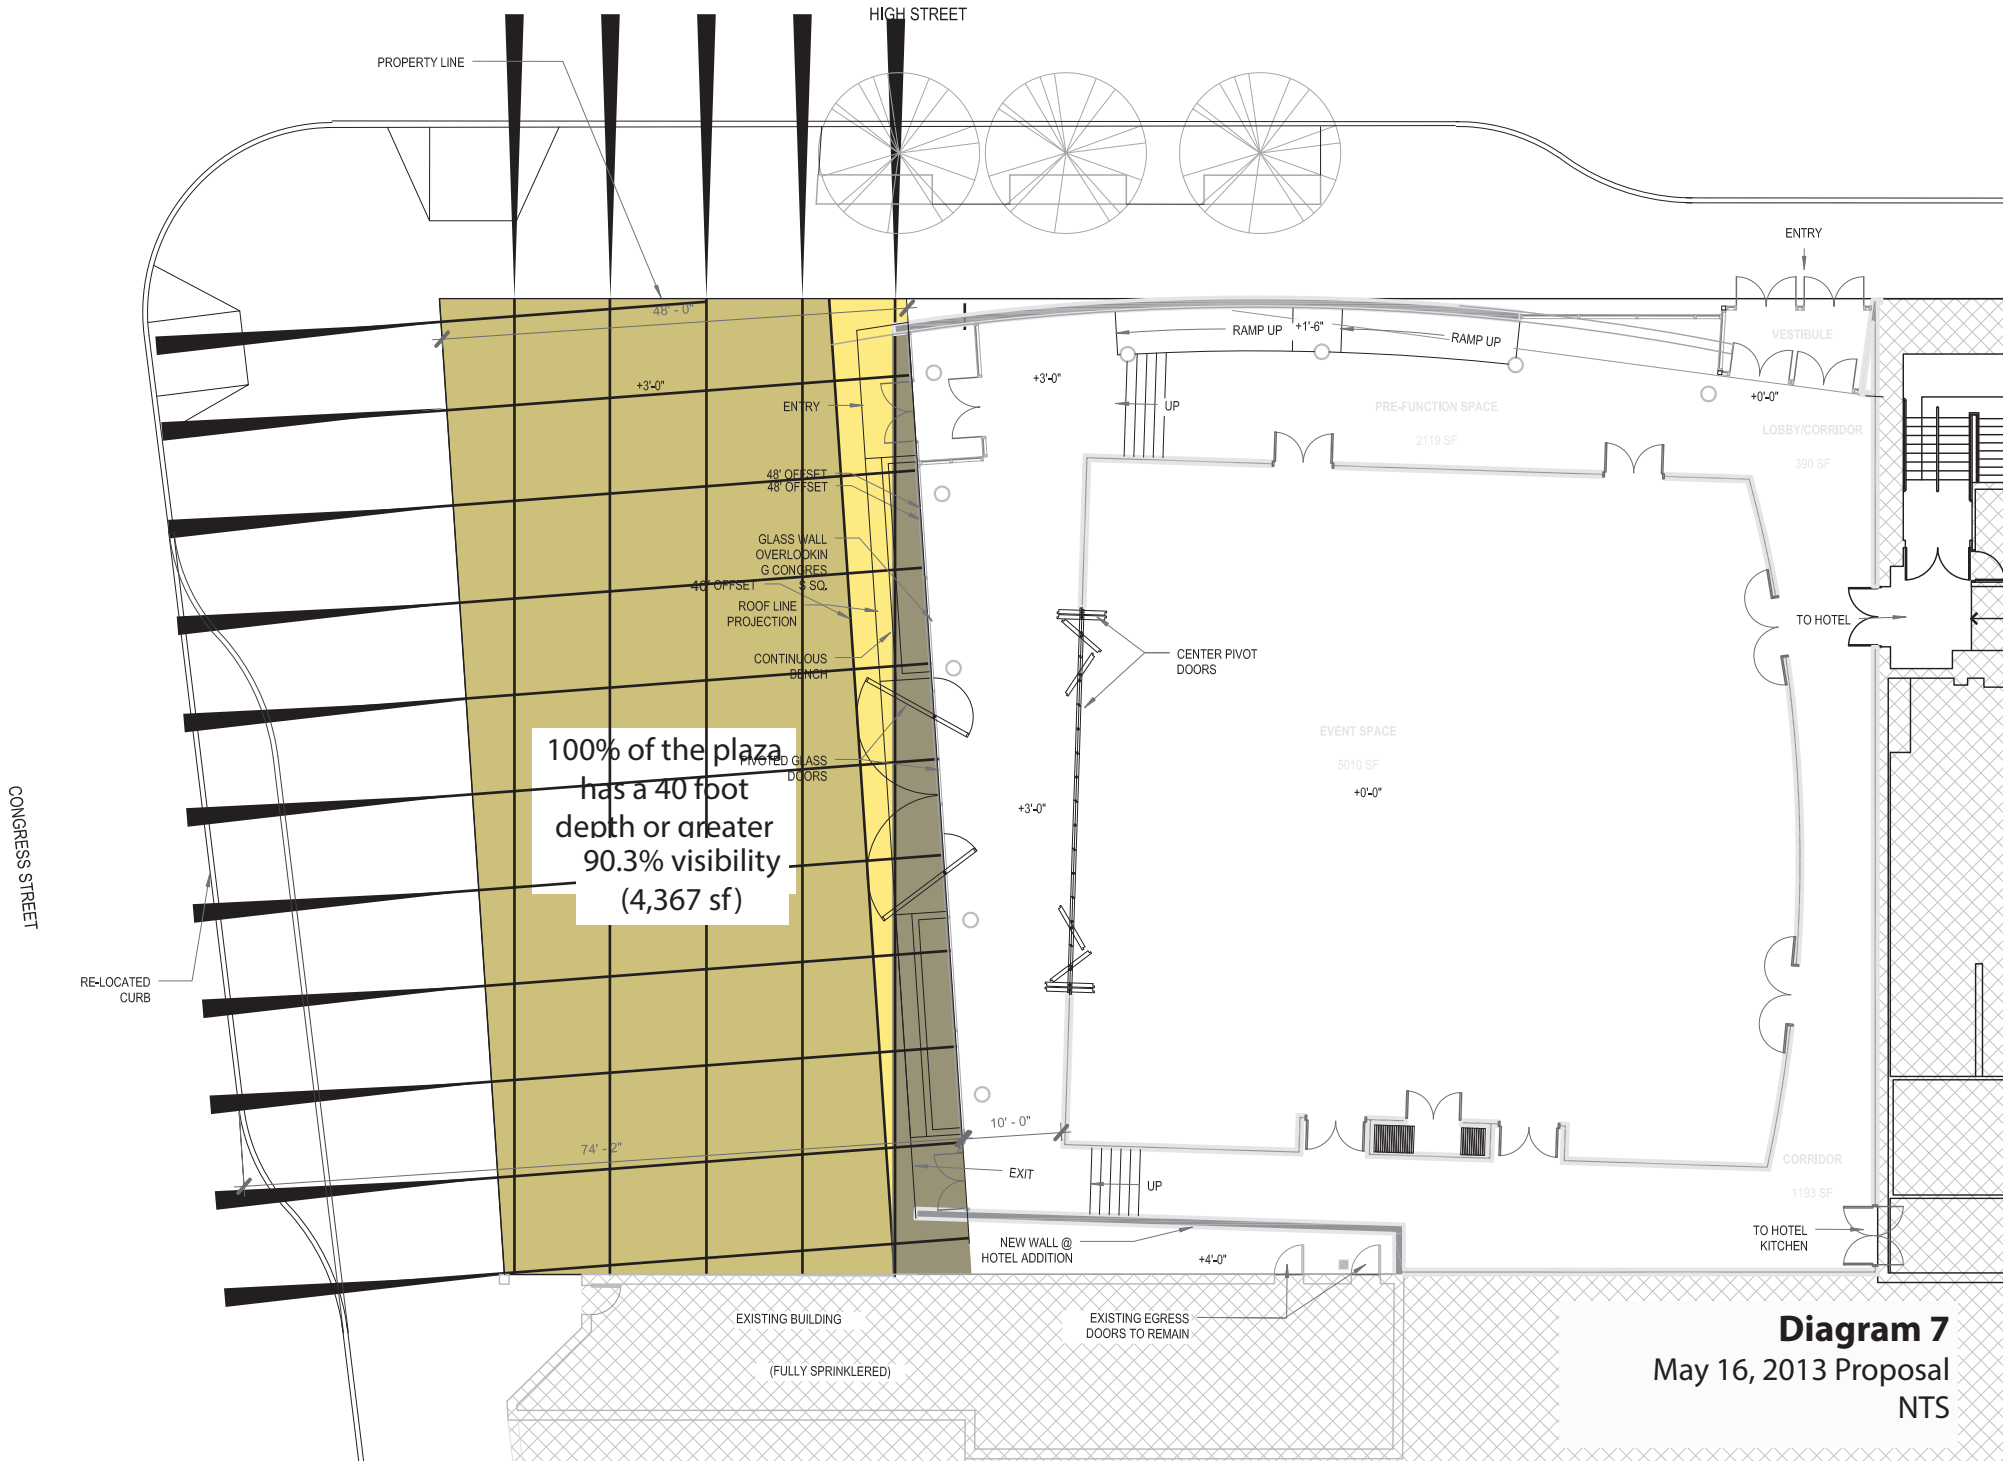 HIGH STREET
PROPERTY LINE
ENTRY
48' - 0"
RAMP UP
+1'-6"
RAMP UP
VESTIBULE
+3'-0"
+3'-0"
ENTRY
UP
PRE-FUNCTION SPACE
2119 SF
+0'-0"
LOBBY/CORRIDOR
390 SF
48' OFFSET
48' OFFSET
GLASS WALL
OVERLOOKIN
G CONGRES
S SQ.
40' OFFSET
ROOF LINE
PROJECTION
CONTINUOUS
BENCH
TO HOTEL
CENTER PIVOT
DOORS
EVENT SPACE
5010 SF
+0'-0"
100% of the plaza
has a 40 foot
depth or greater
90.3% visibility
(4,367 sf)
PIVOTED GLASS
DOORS
+3'-0"
CONGRESS STREET
RE-LOCATED
CURB
10' - 0"
74' - 2"
EXIT
UP
CORRIDOR
1193 SF
NEW WALL @
HOTEL ADDITION
+4'-0"
TO HOTEL
KITCHEN
EXISTING BUILDING
(FULLY SPRINKLERED)
EXISTING EGRESS
DOORS TO REMAIN
Diagram 7
May 16, 2013 Proposal
NTS